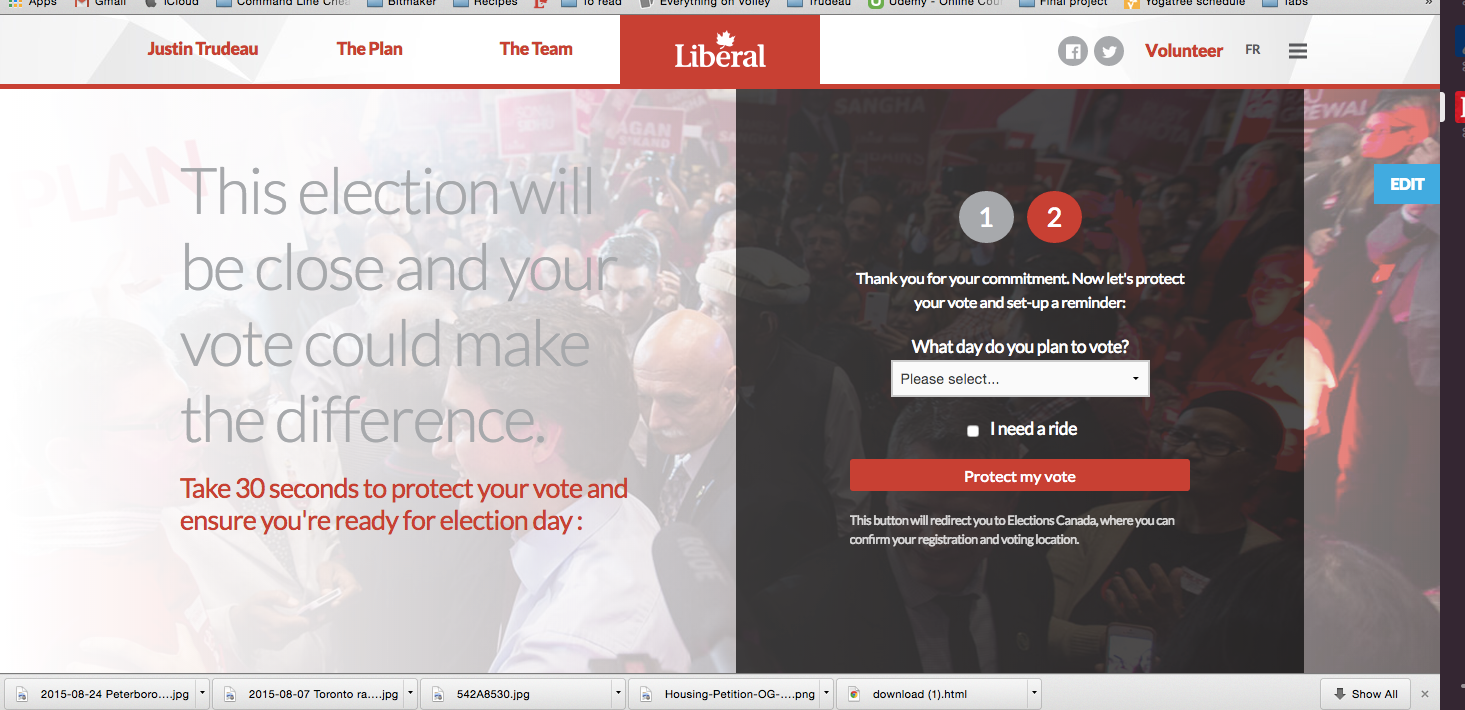 Apps Gmail iCloud Command Line Bitmaker Recipes To read Everything on Volley Trudeau Udemy - Online Final project Yogatree schedule Tabs »
Justin Trudeau The Plan The Team Liberal Volunteer FR
SANGHA
PLAN
EDIT
This election will
be close and your
vote could make
the difference.
Take 30 seconds to protect your vote and
ensure you're ready for election day :
1 2
Thank you for your commitment. Now let's protect
your vote and set-up a reminder:
What day do you plan to vote?
Please select...
I need a ride
Protect my vote
This button will redirect you to Elections Canada, where you can
confirm your registration and voting location.
2015-08-24 Peterboro....jpg 2015-08-07 Toronto ra....jpg 542A8530.jpg Housing-Petition-OG-....png download (1).html Show All